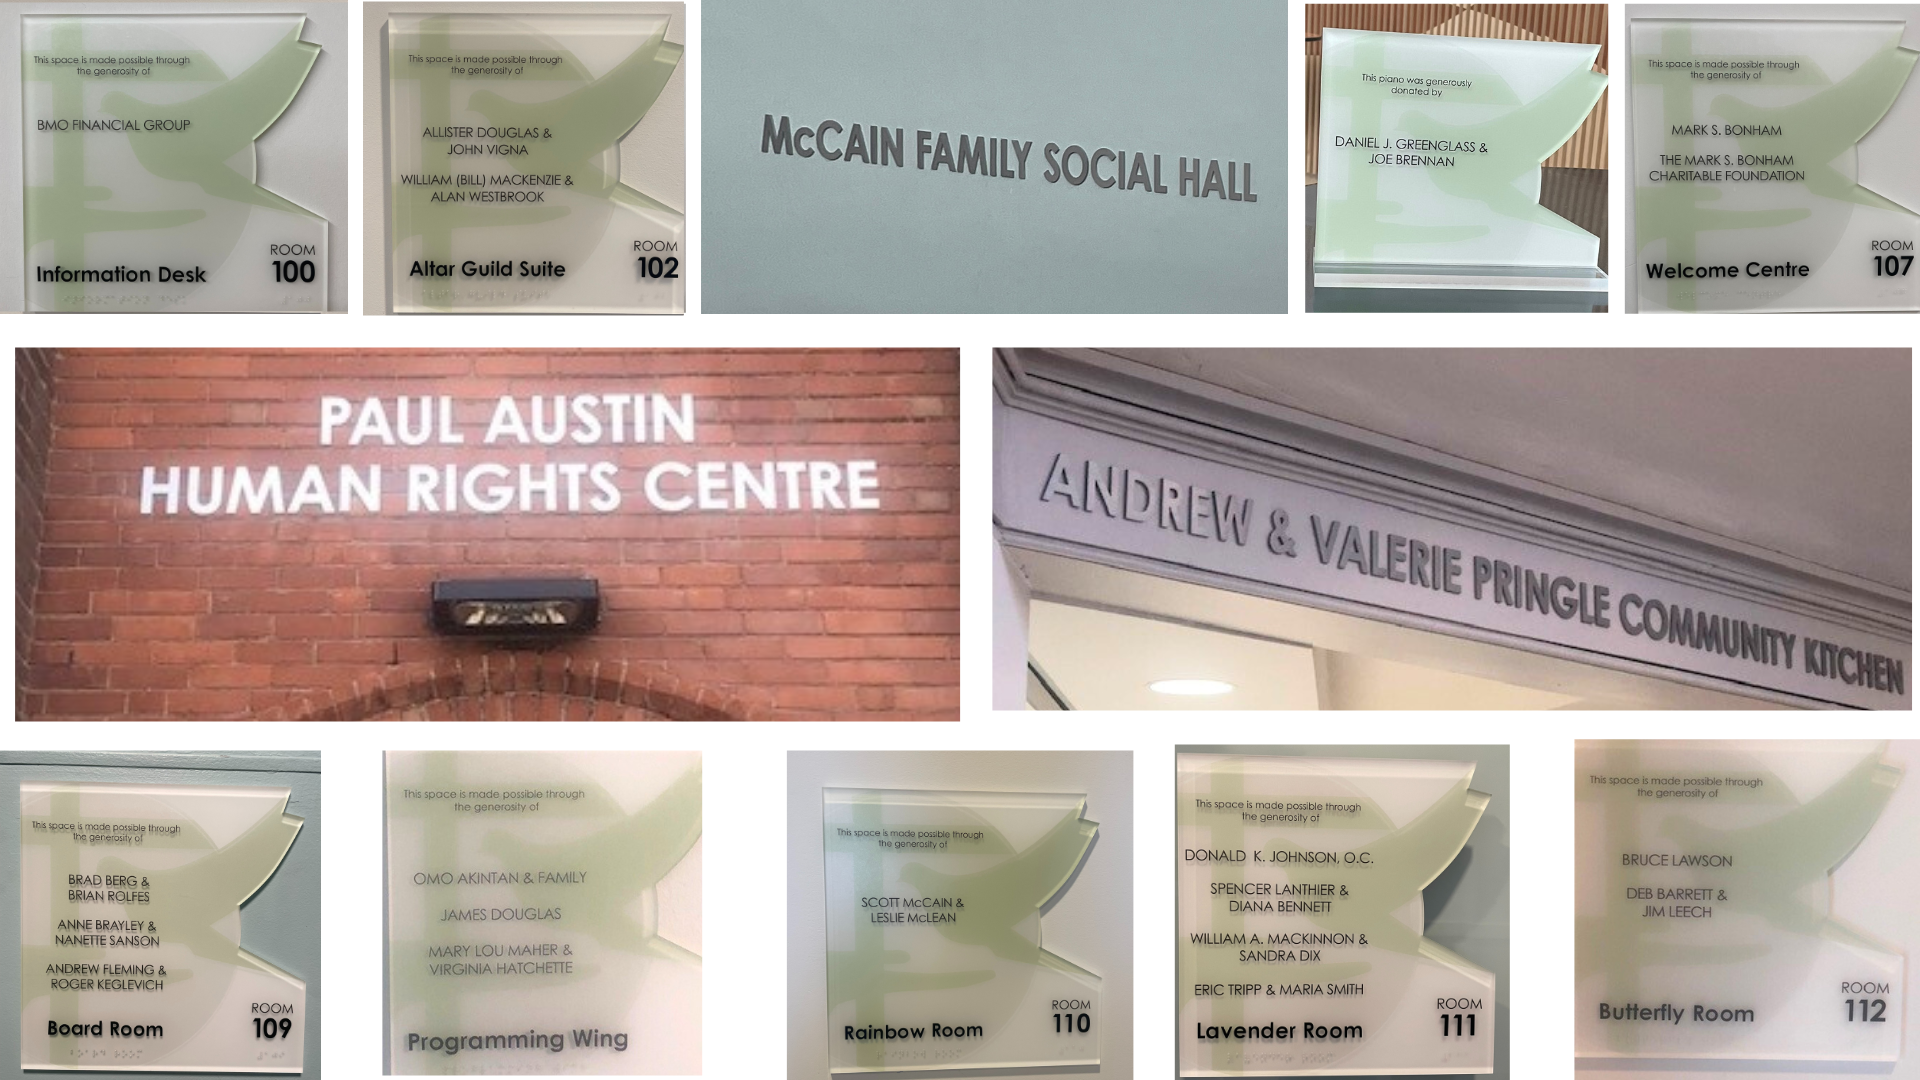 This space is made possible through
the generosity of
BMO FINANCIAL GROUP
Information Desk
ROOM
100
This space is made possible through
the generosity of
ALLISTER DOUGLAS &
JOHN VIGNA
WILLIAM (BILL) MACKENZIE &
ALAN WESTBROOK
Altar Guild Suite
ROOM
102
McCAIN FAMILY SOCIAL HALL
This piano was generously
donated by
DANIEL J. GREENGLASS &
JOE BRENNAN
This space is made possible through
the generosity of
MARK S. BONHAM
THE MARK S. BONHAM
CHARITABLE FOUNDATION
Welcome Centre
ROOM
107
PAUL AUSTIN
HUMAN RIGHTS CENTRE
ANDREW & VALERIE PRINGLE COMMUNITY KITCHEN
This space is made possible through
the generosity of
BRAD BERG &
BRIAN ROLFES
ANNE BRAYLEY &
NANETTE SANSON
ANDREW FLEMING &
ROGER KEGLEVICH
Board Room
ROOM
109
This space is made possible through
the generosity of
OMO AKINTAN & FAMILY
JAMES DOUGLAS
MARY LOU MAHER &
VIRGINIA HATCHETTE
Programming Wing
This space is made possible through
the generosity of
SCOTT McCAIN &
LESLIE McLEAN
Rainbow Room
ROOM
110
This space is made possible through
the generosity of
DONALD K. JOHNSON, O.C.
SPENCER LANTHIER &
DIANA BENNETT
WILLIAM A. MACKINNON &
SANDRA DIX
ERIC TRIPP & MARIA SMITH
Lavender Room
ROOM
111
This space is made possible through
the generosity of
BRUCE LAWSON
DEB BARRETT &
JIM LEECH
Butterfly Room
ROOM
112